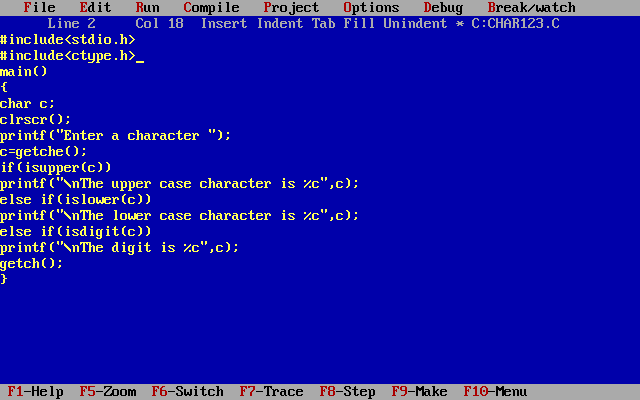 File Edit Run Compile Project Options Debug Break/watch
Line 2 Col 18 Insert Indent Tab Fill Unindent * C:CHAR123.C
#include<stdio.h>
#include<ctype.h>_
main()
{
char c;
clrscr();
printf("Enter a character ");
c=getche();
if(isupper(c))
printf("\nThe upper case character is %c",c);
else if(islower(c))
printf("\nThe lower case character is %c",c);
else if(isdigit(c))
printf("\nThe digit is %c",c);
getch();
}
F1-Help F5-Zoom F6-Switch F7-Trace F8-Step F9-Make F10-Menu